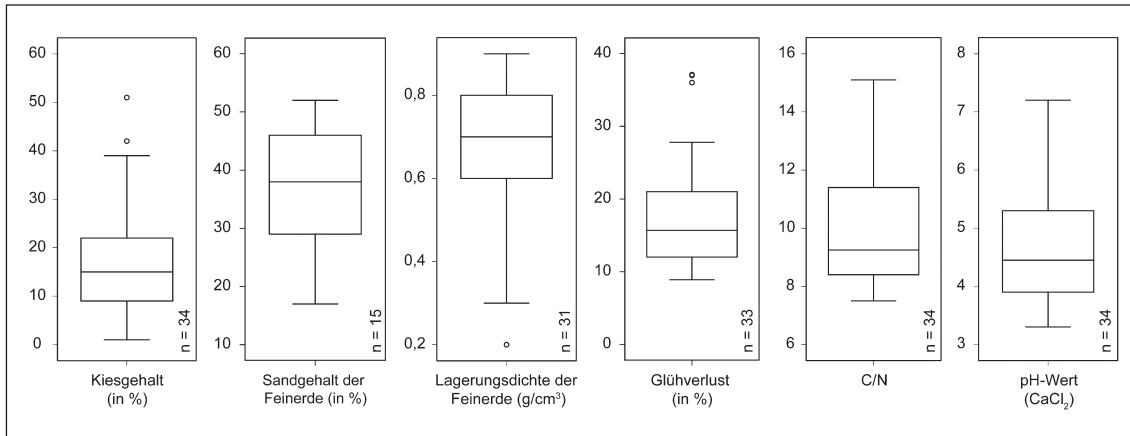 60
50
40
30
20
10
0
n = 34
Kiesgehalt
(in %)
60
50
40
30
20
10
n = 15
Sandgehalt der
Feinerde (in %)
0,8
0,6
0,4
0,2
0,2
n = 31
Lagerungsdichte der
Feinerde (g/cm³)
40
30
20
10
0
n = 33
Glühverlust
(in %)
16
14
12
10
8
6
n = 34
C/N
8
7
6
5
4
3
n = 34
pH-Wert
(CaCl₂)